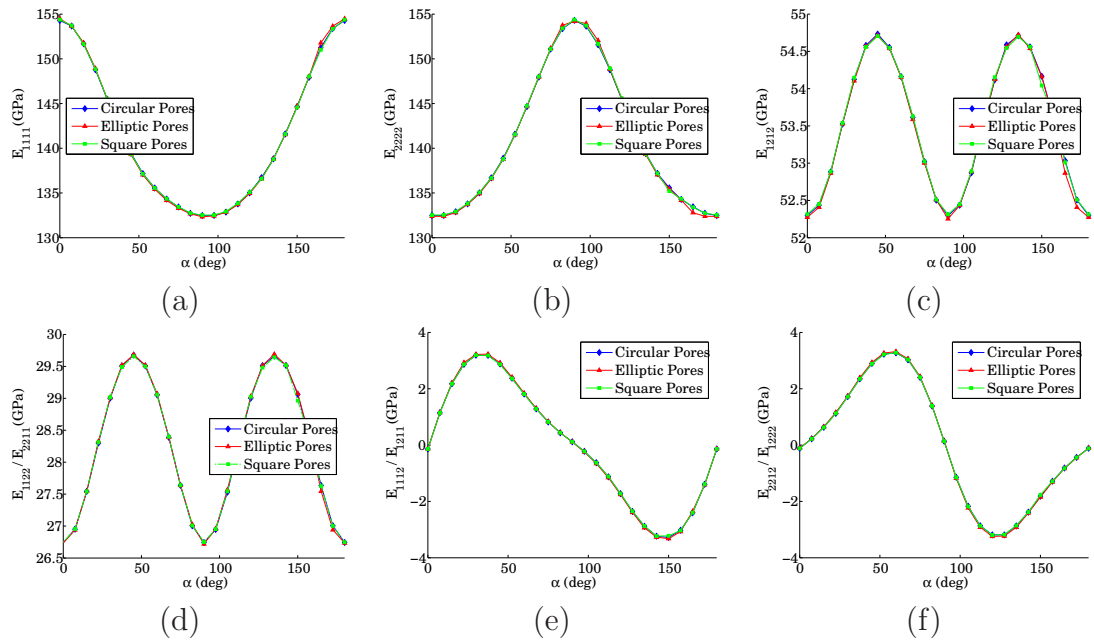 155
150
145
140
135
130
E1111(GPa)
Circular Pores
Elliptic Pores
Square Pores
0 50 100 150
α (deg)
(a)
155
150
145
140
135
130
E2222(GPa)
Circular Pores
Elliptic Pores
Square Pores
0 50 100 150
α (deg)
(b)
55
54.5
54
53.5
53
52.5
52
E1212(GPa)
Circular Pores
Elliptic Pores
Square Pores
0 50 100 150
α (deg)
(c)
30
29.5
29
28.5
28
27.5
27
26.5
E1122/ E2211(GPa)
Circular Pores
Elliptic Pores
Square Pores
0 50 100 150
α (deg)
(d)
4
2
0
−2
−4
E1112/ E1211(GPa)
Circular Pores
Elliptic Pores
Square Pores
0 50 100 150
α (deg)
(e)
4
2
0
−2
−4
E2212/ E1222(GPa)
Circular Pores
Elliptic Pores
Square Pores
0 50 100 150
α (deg)
(f)